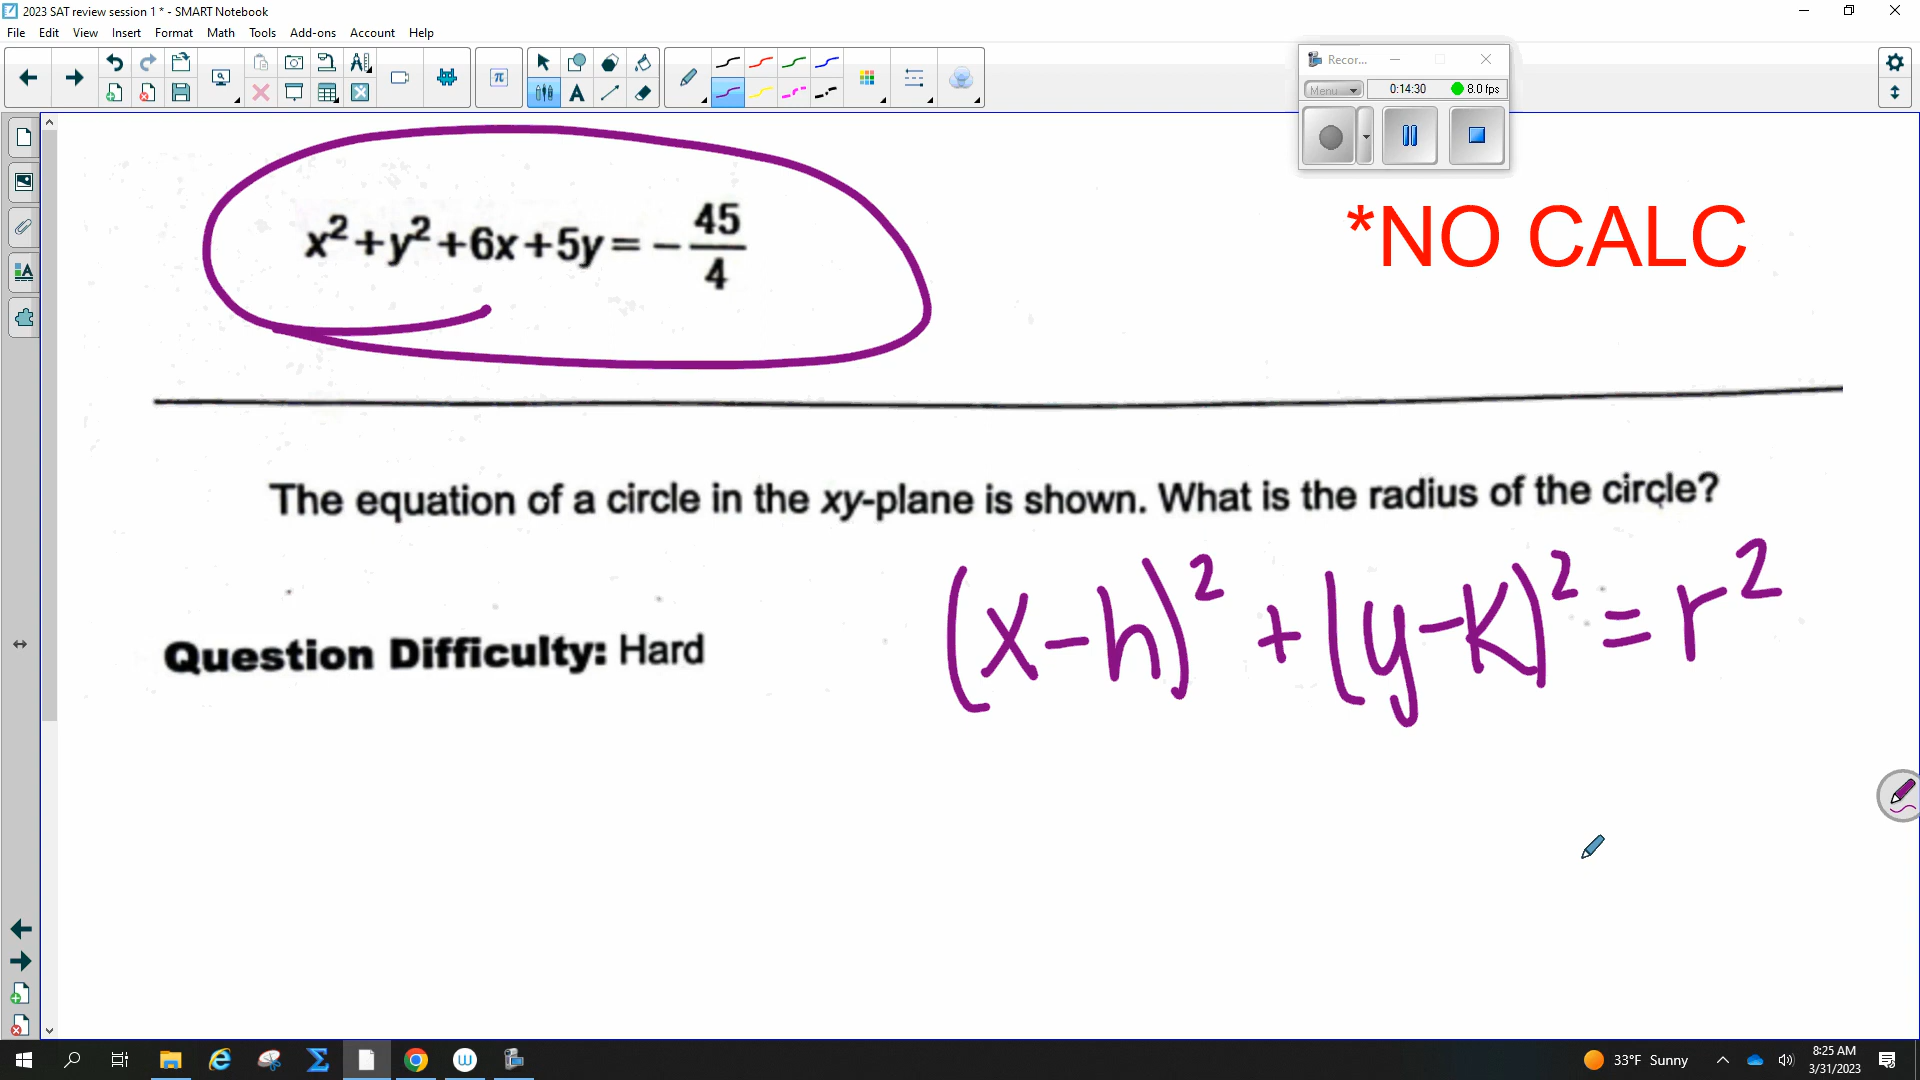 2023 SAT review session 1 * - SMART Notebook
File Edit View Insert Format Math Tools Add-ons Account Help
Recor...
Menu 0:14:30 8.0 fps
*NO CALC
x² + y² + 6x + 5y = - 45/4
The equation of a circle in the xy-plane is shown. What is the radius of the circle?
(x-h)² + (y-k)² = r²
Question Difficulty: Hard
33°F Sunny
8:25 AM
3/31/2023